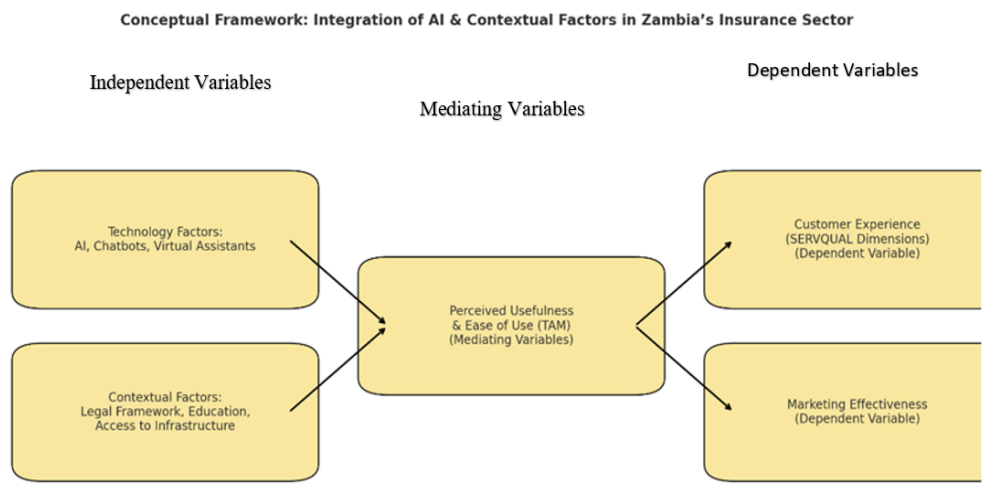 Conceptual Framework: Integration of AI & Contextual Factors in Zambia’s Insurance Sector
Independent Variables
Mediating Variables
Dependent Variables
Technology Factors:
AI, Chatbots, Virtual Assistants
Contextual Factors:
Legal Framework, Education,
Access to Infrastructure
Perceived Usefulness
& Ease of Use (TAM)
(Mediating Variables)
Customer Experience
(SERVQUAL Dimensions)
(Dependent Variable)
Marketing Effectiveness
(Dependent Variable)